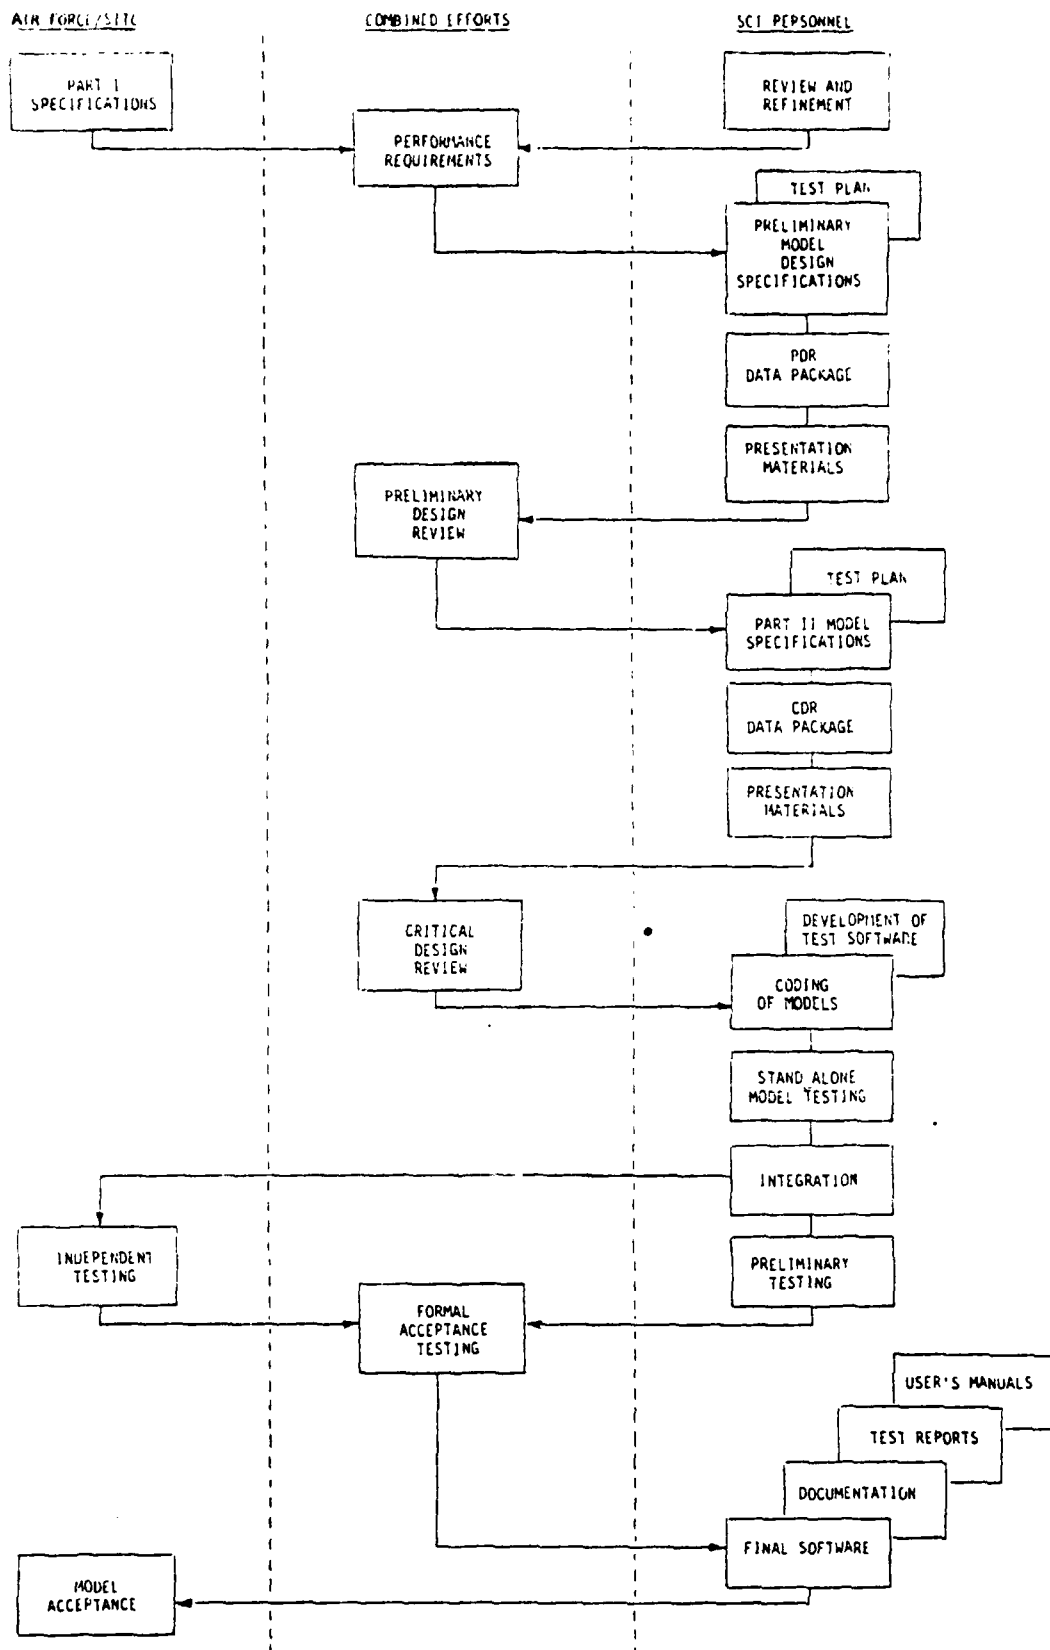 AIR FORCE/SITE
COMBINED EFFORTS
SCI PERSONNEL
PART I
SPECIFICATIONS
REVIEW AND
REFINEMENT
PERFORMANCE
REQUIREMENTS
TEST PLAN
PRELIMINARY
MODEL
DESIGN
SPECIFICATIONS
PDR
DATA PACKAGE
PRESENTATION
MATERIALS
PRELIMINARY
DESIGN
REVIEW
TEST PLAN
PART II MODEL
SPECIFICATIONS
CDR
DATA PACKAGE
PRESENTATION
MATERIALS
CRITICAL
DESIGN
REVIEW
DEVELOPMENT OF
TEST SOFTWARE
CODING
OF MODELS
STAND ALONE
MODEL TESTING
INTEGRATION
INDEPENDENT
TESTING
PRELIMINARY
TESTING
FORMAL
ACCEPTANCE
TESTING
USER'S MANUALS
TEST REPORTS
DOCUMENTATION
FINAL SOFTWARE
MODEL
ACCEPTANCE